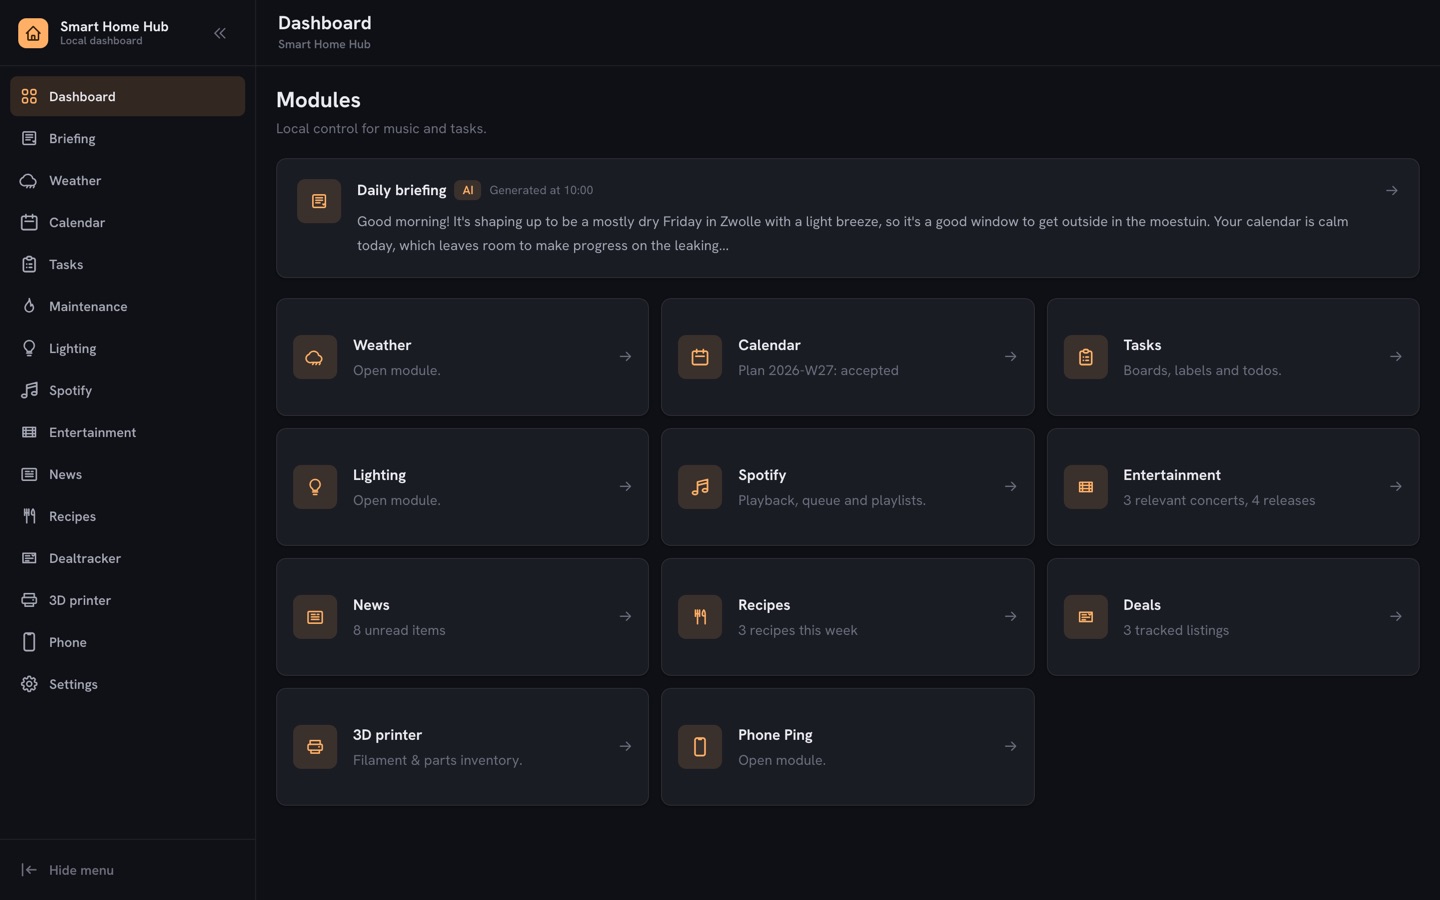 Smart Home Hub
Local dashboard
Dashboard
Briefing
Weather
Calendar
Tasks
Maintenance
Lighting
Spotify
Entertainment
News
Recipes
Dealtracker
3D printer
Phone
Settings
Hide menu
Dashboard
Smart Home Hub
Modules
Local control for music and tasks.
Daily briefing AI Generated at 10:00
Good morning! It's shaping up to be a mostly dry Friday in Zwolle with a light breeze, so it's a good window to get outside in the moestuin. Your calendar is calm
today, which leaves room to make progress on the leaking...
Weather
Open module.
Calendar
Plan 2026-W27: accepted
Tasks
Boards, labels and todos.
Lighting
Open module.
Spotify
Playback, queue and playlists.
Entertainment
3 relevant concerts, 4 releases
News
8 unread items
Recipes
3 recipes this week
Deals
3 tracked listings
3D printer
Filament & parts inventory.
Phone Ping
Open module.